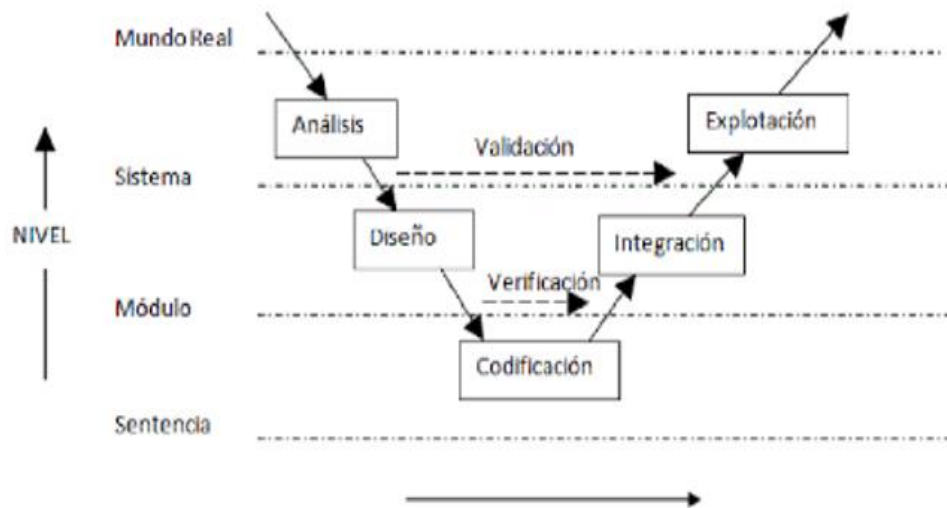 Mundo Real
Análisis
Explotación
Validación
Sistema
NIVEL
Diseño
Integración
Verificación
Módulo
Codificación
Sentencia